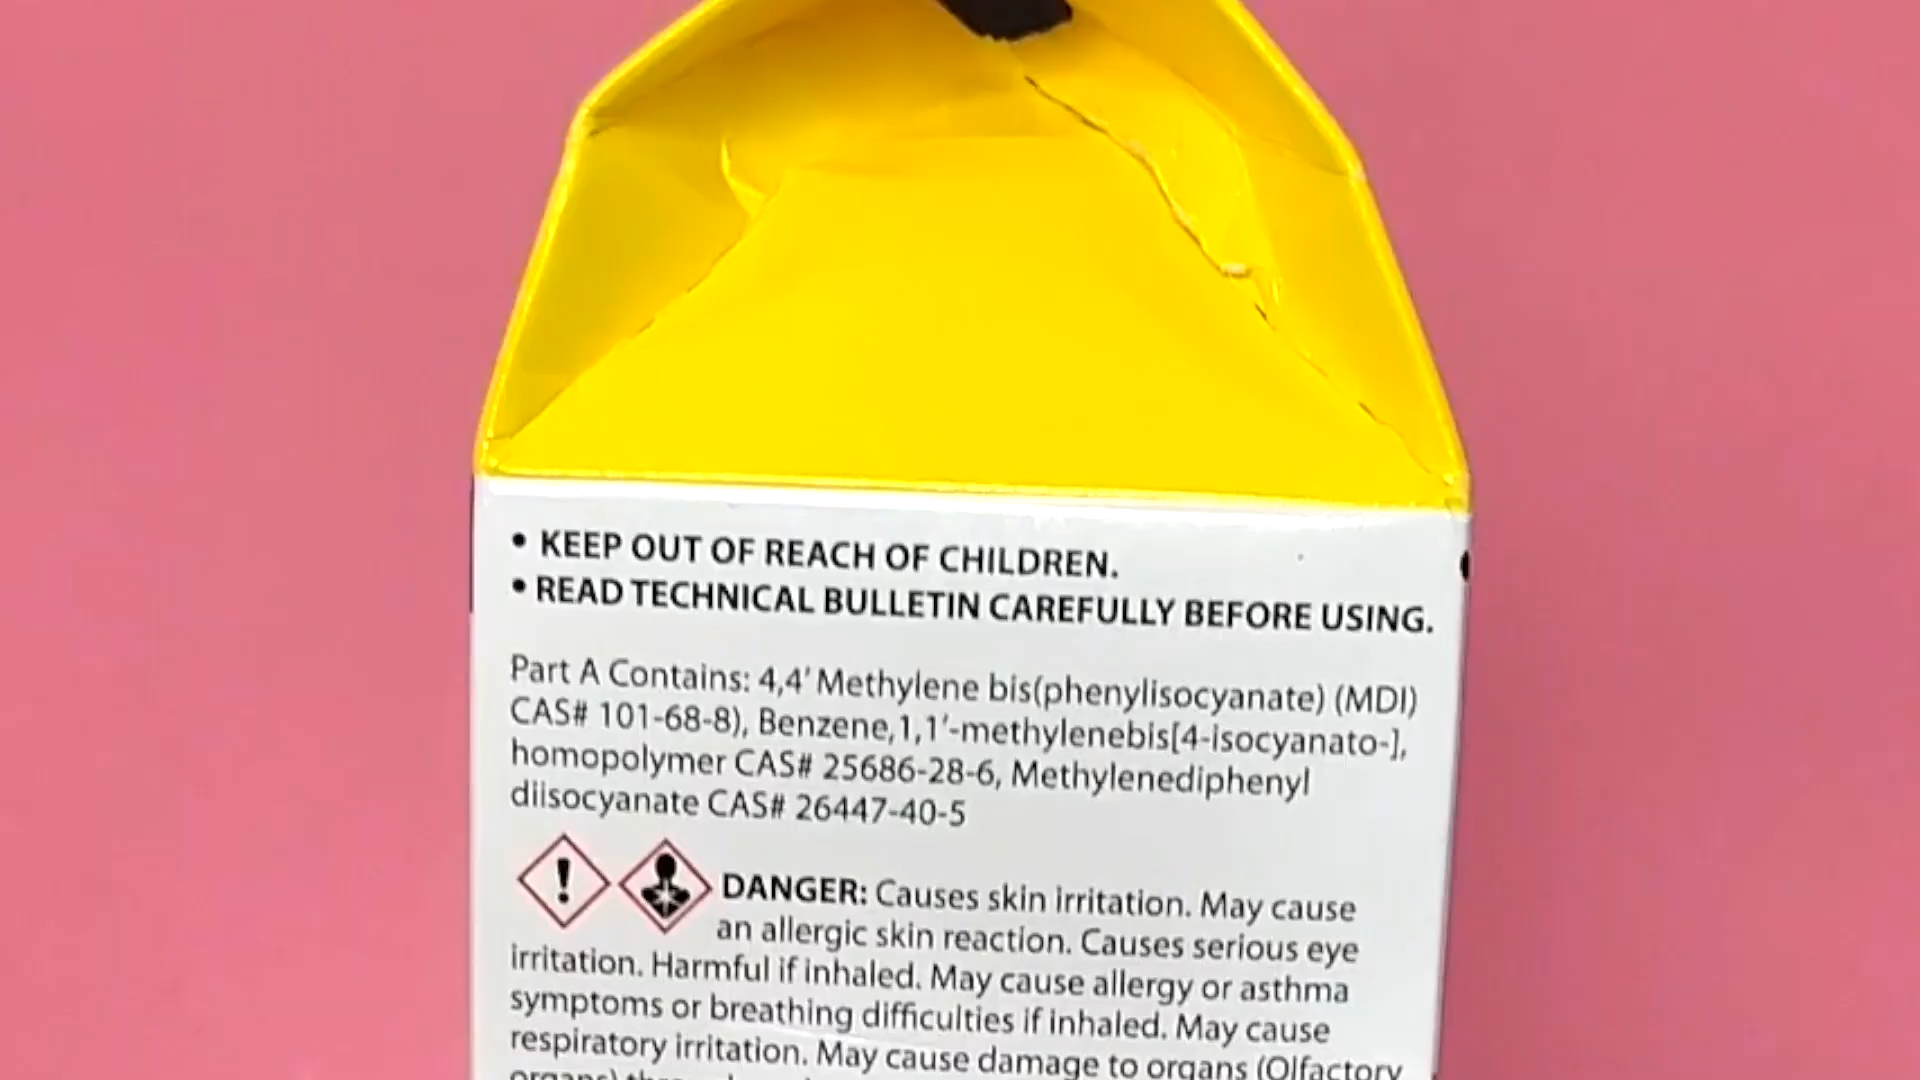 • KEEP OUT OF REACH OF CHILDREN.
• READ TECHNICAL BULLETIN CAREFULLY BEFORE USING.
Part A Contains: 4,4' Methylene bis(phenylisocyanate) (MDI)
CAS# 101-68-8), Benzene,1,1'-methylenebis[4-isocyanato-],
homopolymer CAS# 25686-28-6, Methylenediphenyl
diisocyanate CAS# 26447-40-5
DANGER: Causes skin irritation. May cause
an allergic skin reaction. Causes serious eye
irritation. Harmful if inhaled. May cause allergy or asthma
symptoms or breathing difficulties if inhaled. May cause
respiratory irritation. May cause damage to organs (Olfactory
organs)